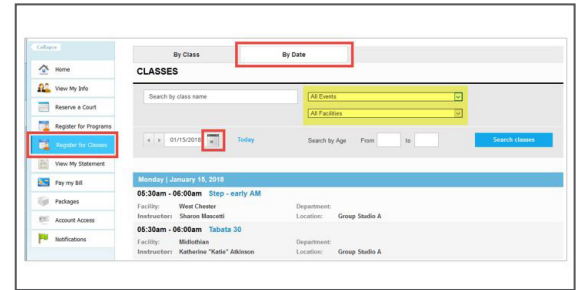 Collapse
Home
View My Info
Reserve a Court
Register for Programs
Register for Classes
View My Statement
Pay my Bill
Packages
Account Access
Notifications
By Class By Date
CLASSES
Search by class name All Events
All Facilities
01/15/2018 Today Search by Age From to Search classes
Monday | January 15, 2018
05:30am - 06:00am Step - early AM
Facility: West Chester Department:
Instructor: Sharon Mascetti Location: Group Studio A
05:30am - 06:00am Tabata 30
Facility: Midlothian Department:
Instructor: Katherine "Katie" Atkinson Location: Group Studio A